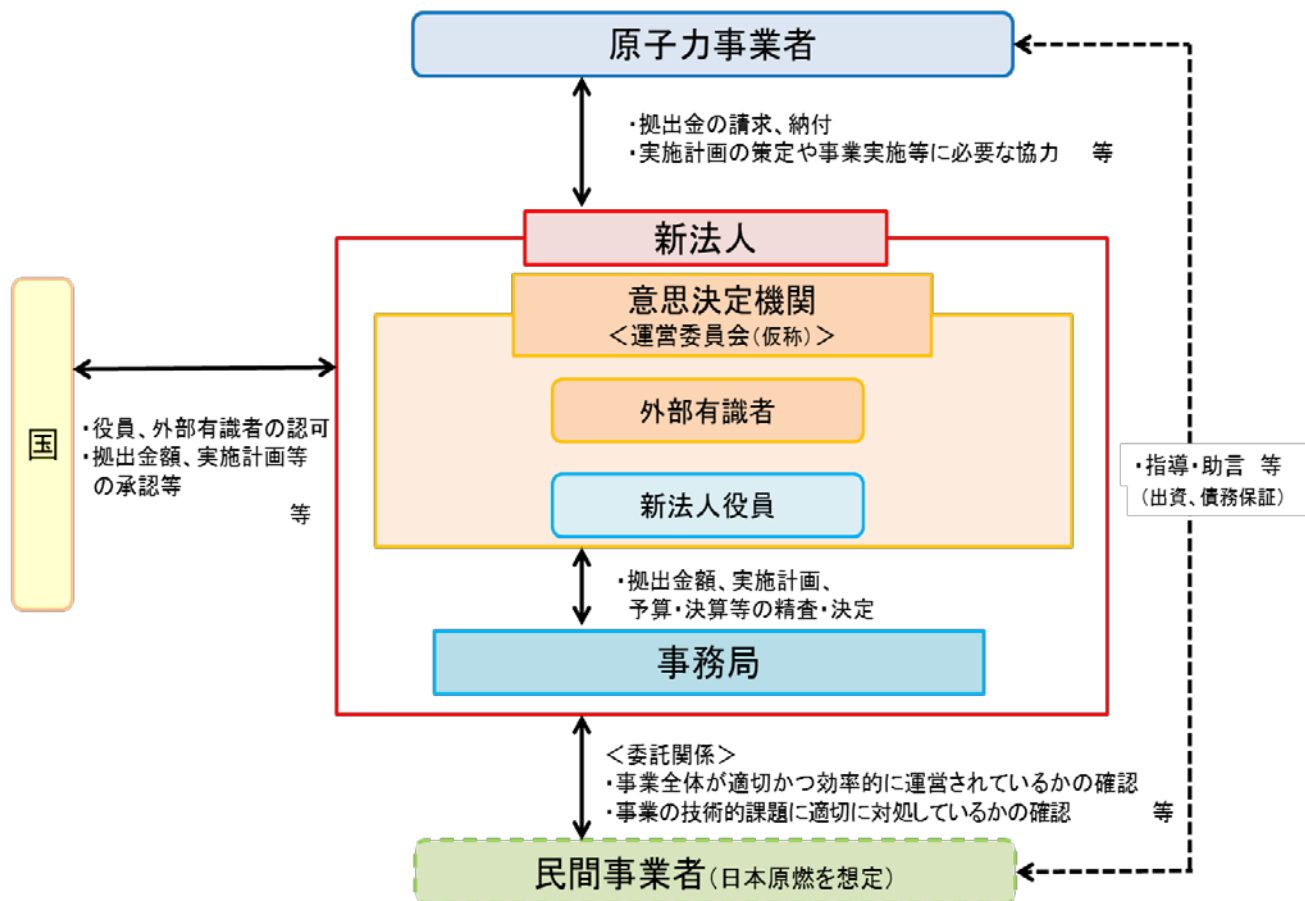 原子力事業者
・拠出金の請求、納付
・実施計画の策定や事業実施等に必要な協力　等
新法人
意思決定機関
＜運営委員会(仮称)＞
外部有識者
新法人役員
国
・役員、外部有識者の認可
・拠出金額、実施計画等
の承認等
等
・指導・助言　等
（出資、債務保証）
・拠出金額、実施計画、
予算・決算等の精査・決定
事務局
＜委託関係＞
・事業全体が適切かつ効率的に運営されているかの確認
・事業の技術的課題に適切に対処しているかの確認　等
民間事業者(日本原燃を想定)